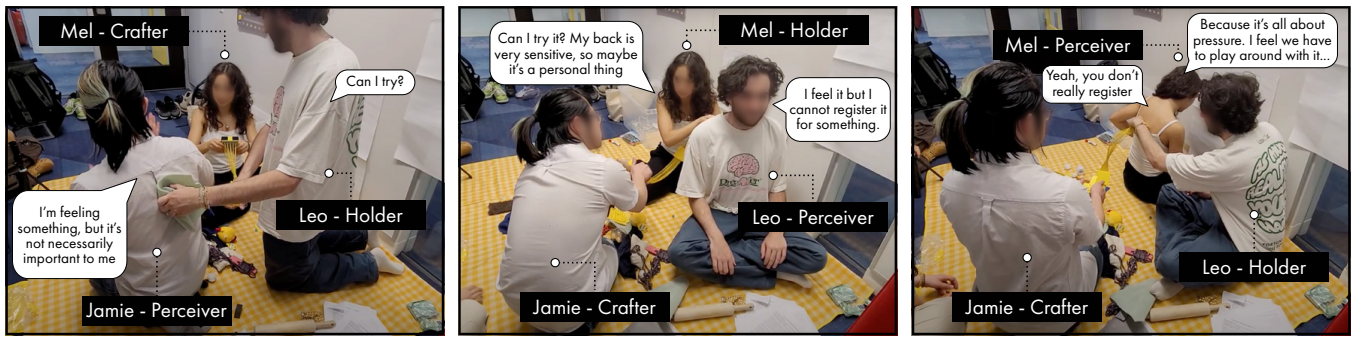 Mel - Crafter
Can I try?
I’m feeling
something, but it’s
not necessarily
important to me
Leo - Holder
Jamie - Perceiver
Can I try it? My back is
very sensitive, so maybe
it’s a personal thing
Mel - Holder
I feel it but I
cannot register it
for something.
Leo - Perceiver
Jamie - Crafter
Because it’s all about
pressure. I feel we have
to play around with it...
Mel - Perceiver
Yeah, you don’t
really register
Leo - Holder
Jamie - Crafter